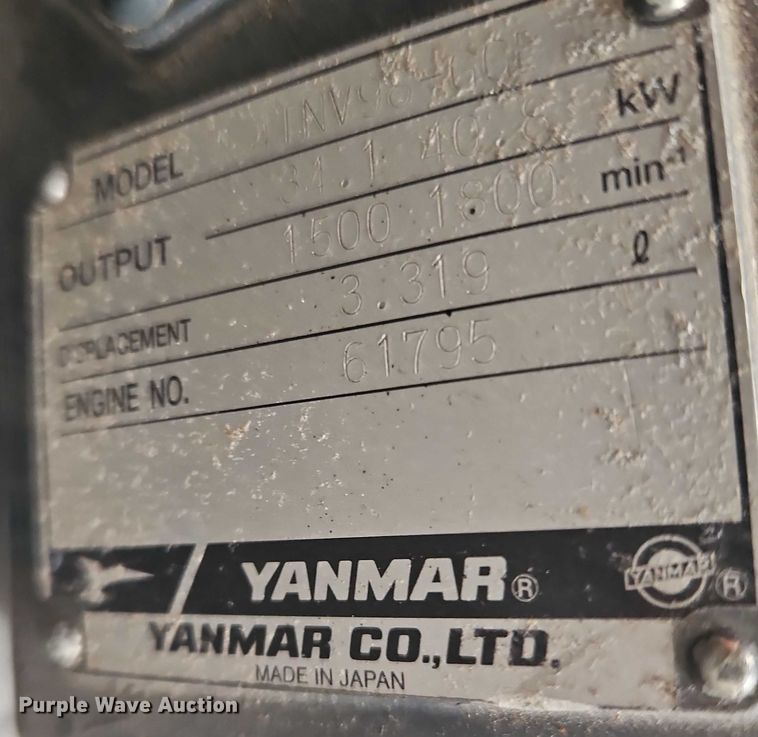 MODEL
OUTPUT 34.1 40. kW
1500 1800 min-1
DISPLACEMENT 3.319 ℓ
ENGINE NO. 61795
YANMAR® YANMAR®
YANMAR CO.,LTD.
MADE IN JAPAN
Purple Wave Auction